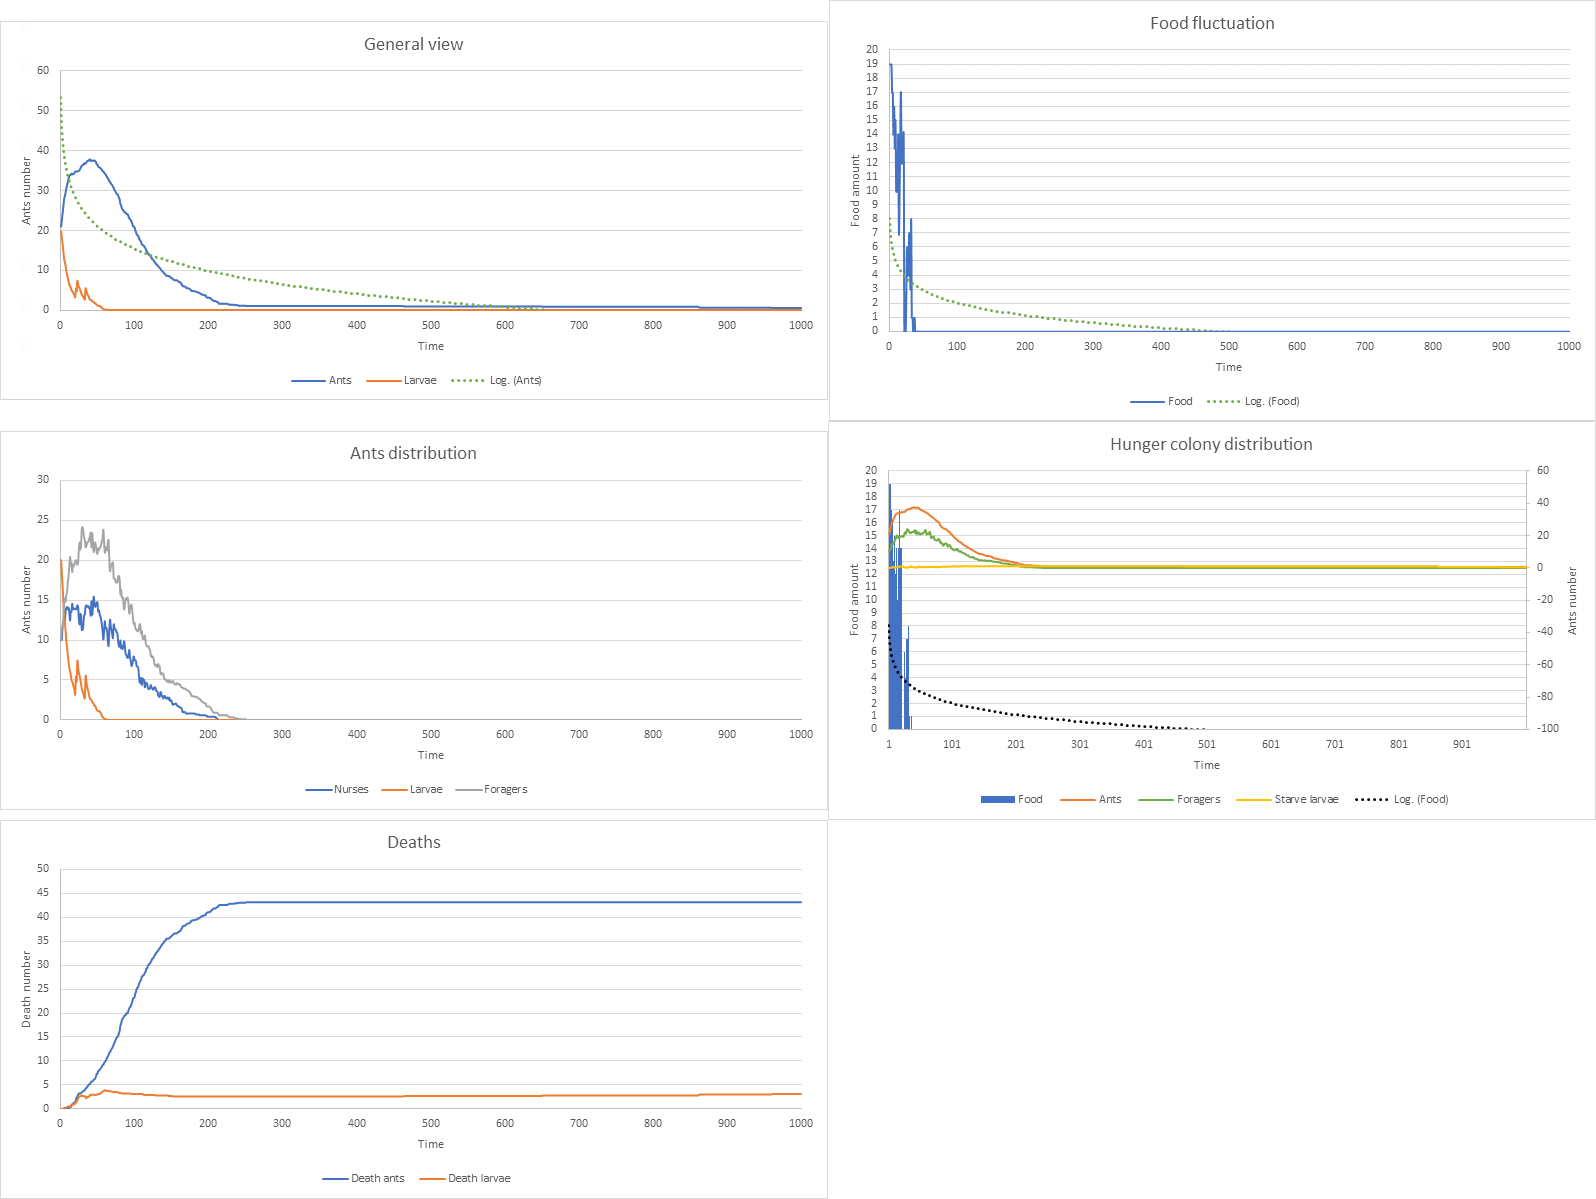 General view
60
50
40
30
20
10
0
Ants number
0 100 200 300 400 500 600 700 800 900 1000
Time
Ants Larvae Log. (Ants)
Food fluctuation
20
19
18
17
16
15
14
13
12
11
10
9
8
7
6
5
4
3
2
1
0
Food amount
0 100 200 300 400 500 600 700 800 900 1000
Time
Food Log. (Food)
Ants distribution
30
25
20
15
10
5
0
Ants number
0 100 200 300 400 500 600 700 800 900 1000
Time
Nurses Larvae Foragers
Hunger colony distribution
20
19
18
17
16
15
14
13
12
11
10
9
8
7
6
5
4
3
2
1
0
Food amount
60
40
20
0
-20
-40
-60
-80
-100
Ants number
1 101 201 301 401 501 601 701 801 901
Time
Food Ants Foragers Starve larvae Log. (Food)
Deaths
50
45
40
35
30
25
20
15
10
5
0
Death number
0 100 200 300 400 500 600 700 800 900 1000
Time
Death ants Death larvae